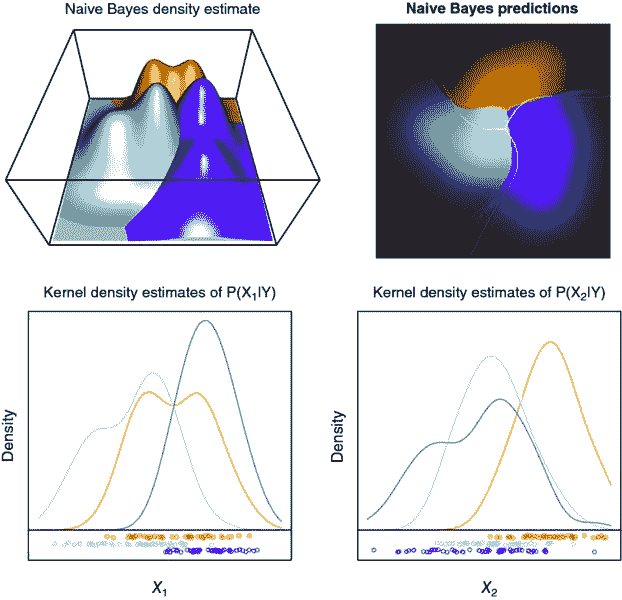 Naive Bayes density estimate
Naive Bayes predictions
Kernel density estimates of P(X₁|Y)
Kernel density estimates of P(X₂|Y)
Density
Density
X₁
X₂